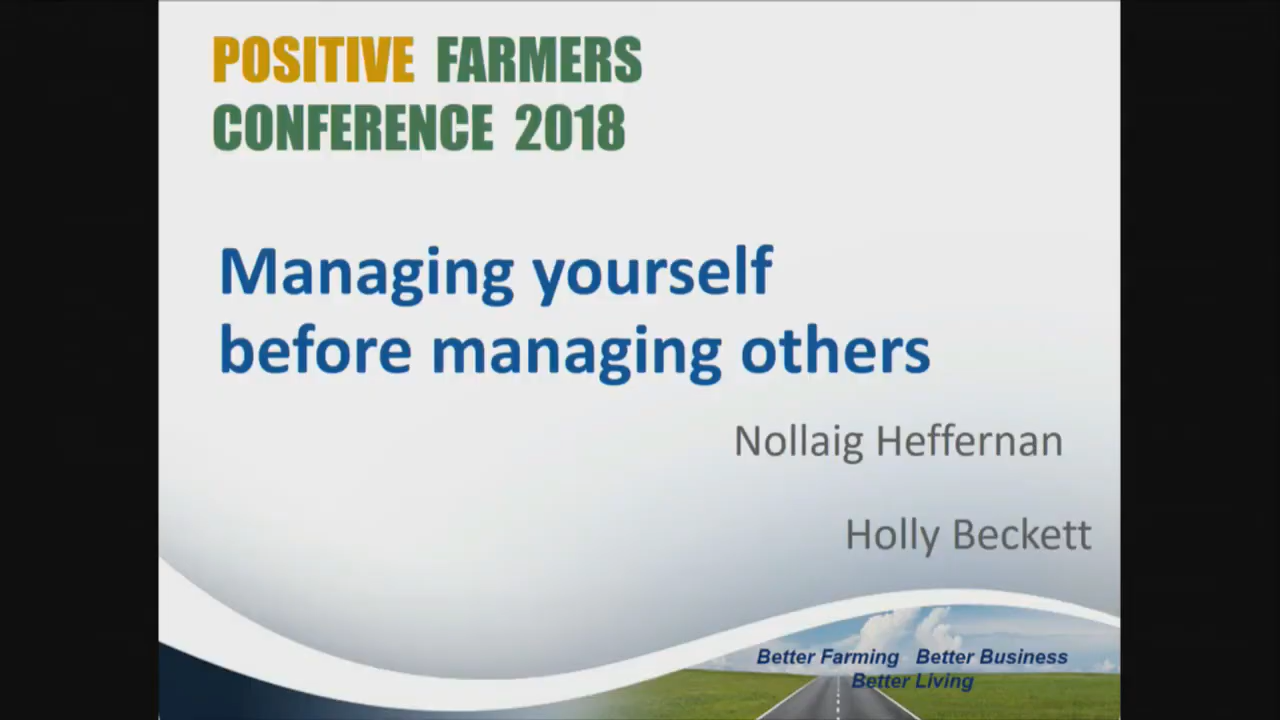 POSITIVE FARMERS
CONFERENCE 2018
Managing yourself
before managing others
Nollaig Heffernan
Holly Beckett
Better Farming Better Business
Better Living